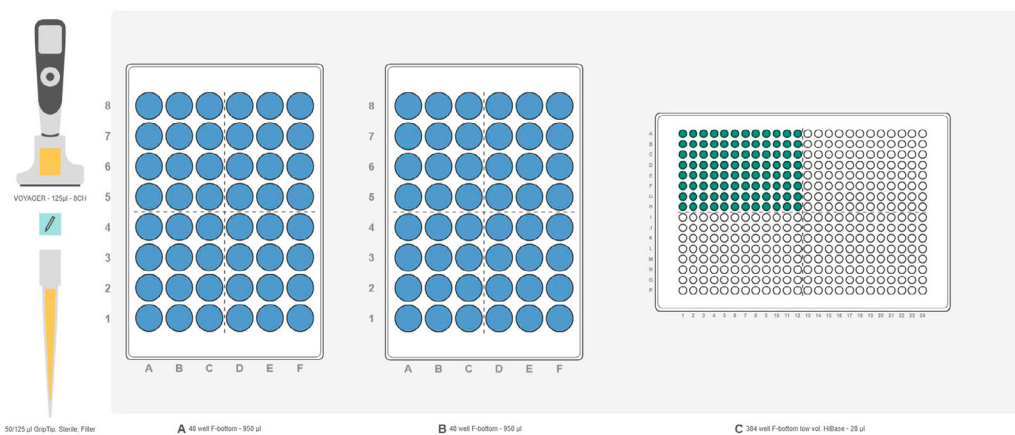 VOYAGER - 125µl - 8CH
50/125 µl GripTip, Sterile, Filter
8
7
6
5
4
3
2
1
A B C D E F
A 48 well F-bottom - 950 µl
8
7
6
5
4
3
2
1
A B C D E F
B 48 well F-bottom - 950 µl
A
B
C
D
E
F
G
H
I
J
K
L
M
N
O
P
1 2 3 4 5 6 7 8 9 10 11 12 13 14 15 16 17 18 19 20 21 22 23 24
C 384 well F-bottom low vol. HiBase - 28 µl